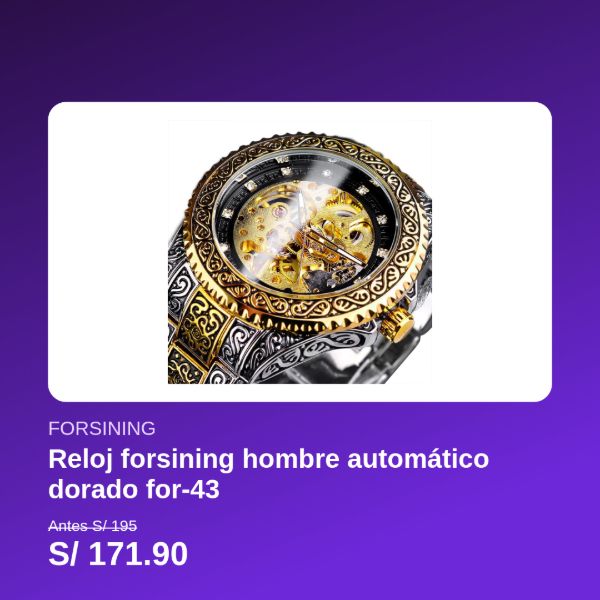 FORSINING
Reloj forsining hombre automático
dorado for-43
Antes S/ 195
S/ 171.90